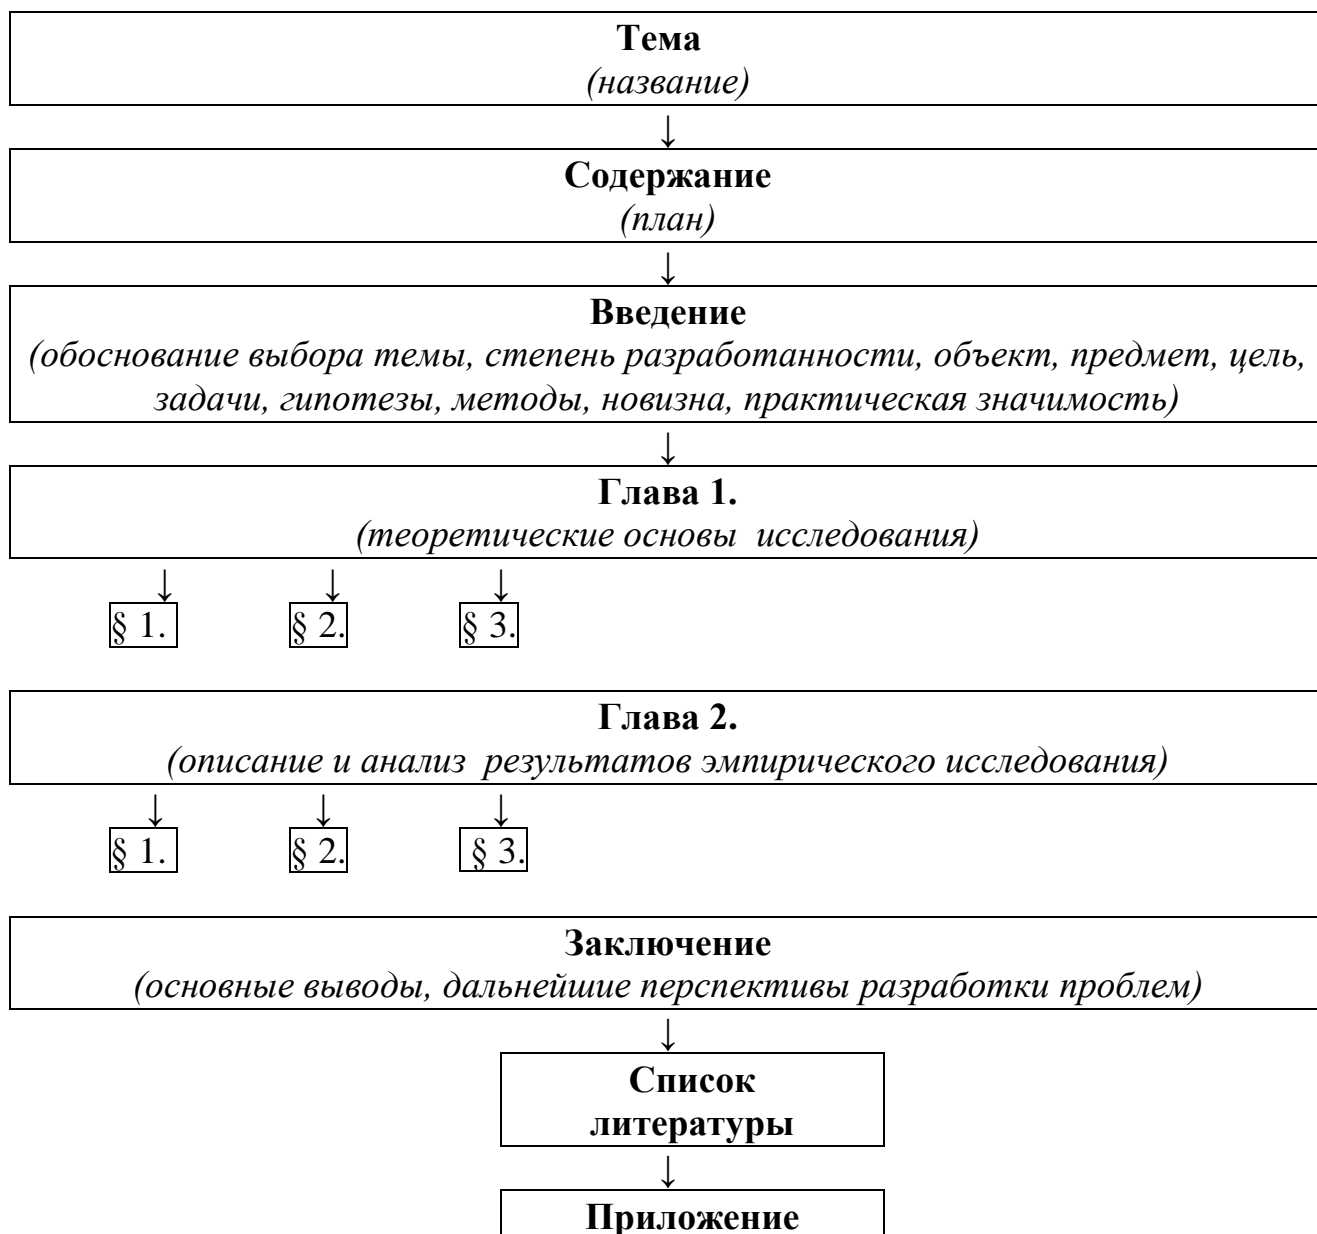 Тема
(название)
↓
Содержание
(план)
↓
Введение
(обоснование выбора темы, степень разработанности, объект, предмет, цель,
задачи, гипотезы, методы, новизна, практическая значимость)
↓
Глава 1.
(теоретические основы исследования)
↓ ↓ ↓
§ 1. § 2. § 3.
Глава 2.
(описание и анализ результатов эмпирического исследования)
↓ ↓ ↓
§ 1. § 2. § 3.
Заключение
(основные выводы, дальнейшие перспективы разработки проблем)
↓
Список
литературы
↓
Приложение